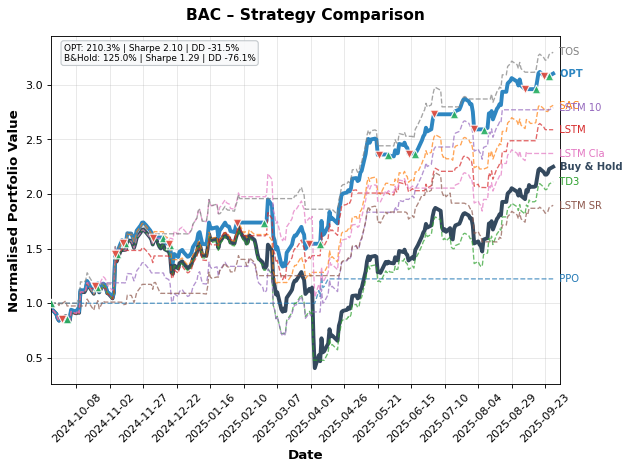 BAC – Strategy Comparison
OPT: 210.3% | Sharpe 2.10 | DD -31.5%
B&Hold: 125.0% | Sharpe 1.29 | DD -76.1%
TOS
OPT
LSTM 10
LSTM
LSTM Cla
Buy & Hold
TD3
LSTM SR
PPO
Normalised Portfolio Value
3.0
2.5
2.0
1.5
1.0
0.5
2024-10-08
2024-11-02
2024-11-27
2024-12-22
2025-01-16
2025-02-10
2025-03-07
2025-04-01
2025-04-26
2025-05-21
2025-06-15
2025-07-10
2025-08-04
2025-08-29
2025-09-23
Date